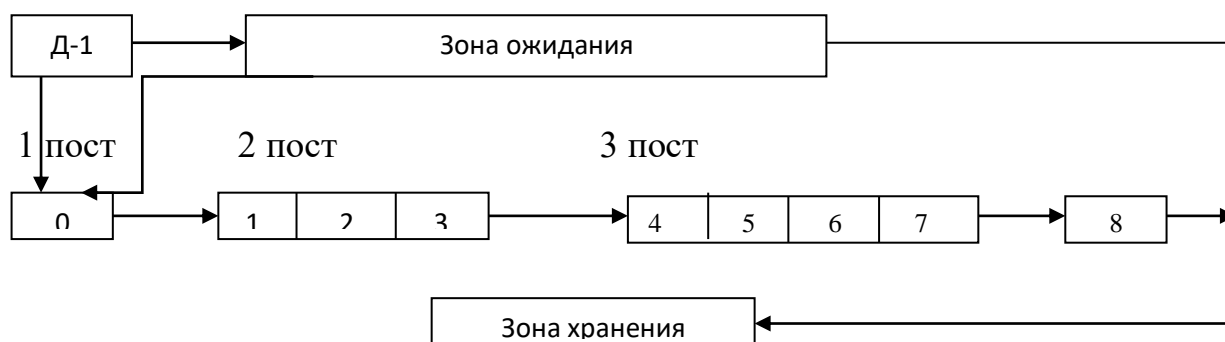 Д-1 Зона ожидания
1 пост 2 пост 3 пост
0 1 2 3 4 5 6 7 8
Зона хранения